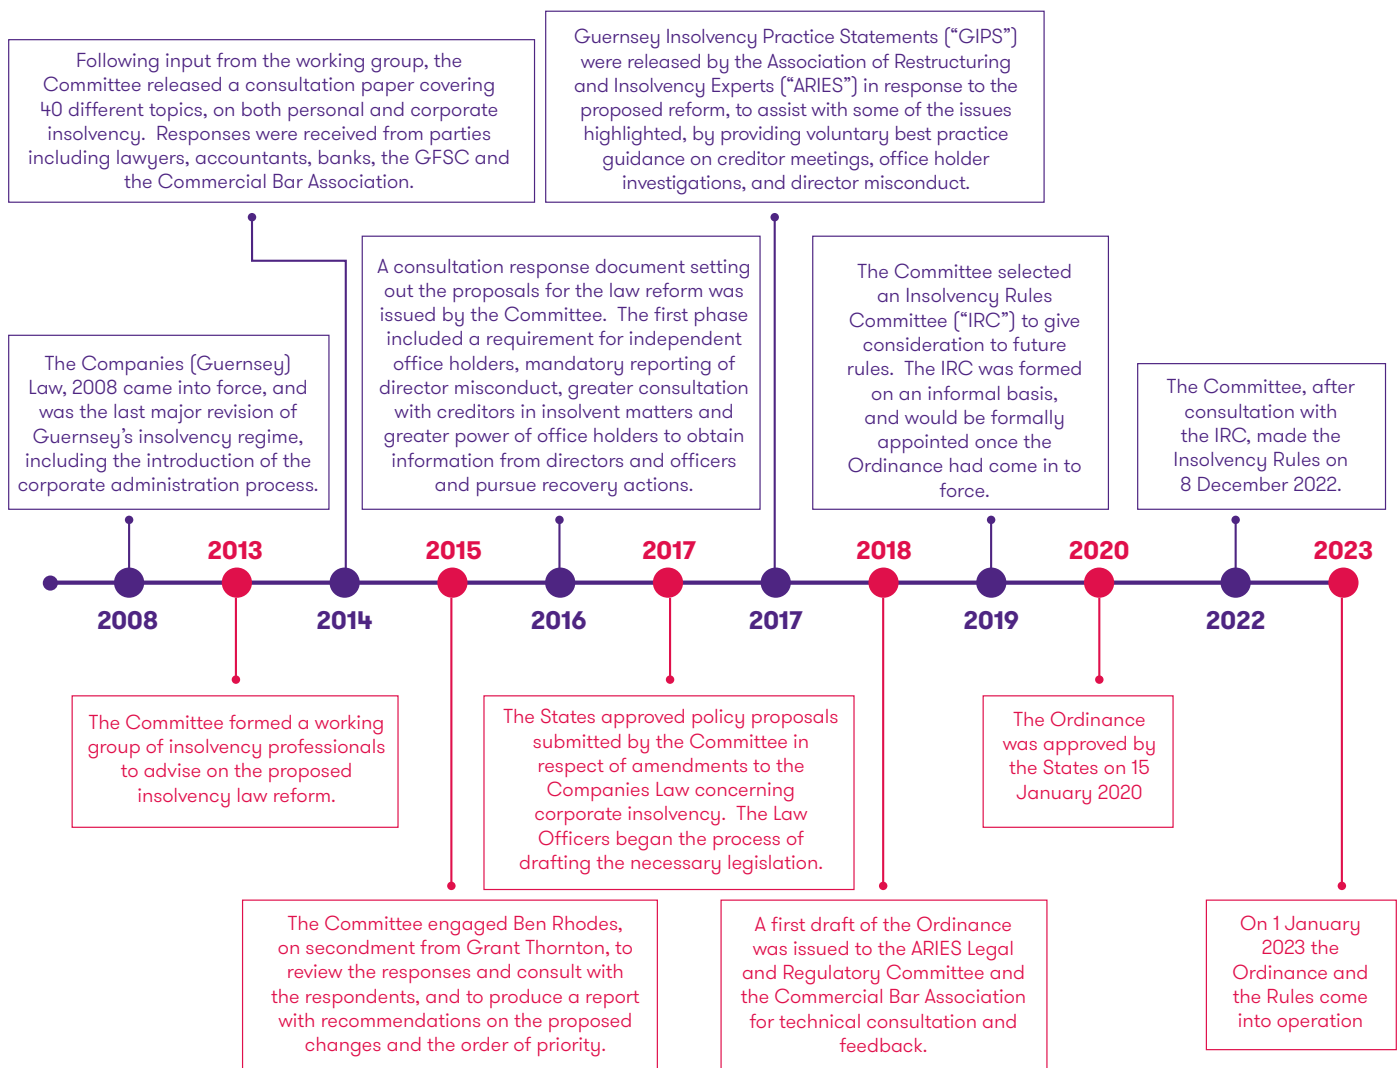 Following input from the working group, the
Committee released a consultation paper covering
40 different topics, on both personal and corporate
insolvency. Responses were received from parties
including lawyers, accountants, banks, the GFSC and
the Commercial Bar Association.
Guernsey Insolvency Practice Statements (“GIPS”)
were released by the Association of Restructuring
and Insolvency Experts (“ARIES”) in response to the
proposed reform, to assist with some of the issues
highlighted, by providing voluntary best practice
guidance on creditor meetings, office holder
investigations, and director misconduct.
The Companies (Guernsey)
Law, 2008 came into force, and
was the last major revision of
Guernsey’s insolvency regime,
including the introduction of the
corporate administration process.
A consultation response document setting
out the proposals for the law reform was
issued by the Committee. The first phase
included a requirement for independent
office holders, mandatory reporting of
director misconduct, greater consultation
with creditors in insolvent matters and
greater power of office holders to obtain
information from directors and officers
and pursue recovery actions.
The Committee selected
an Insolvency Rules
Committee (“IRC”) to give
consideration to future
rules. The IRC was formed
on an informal basis,
and would be formally
appointed once the
Ordinance had come in to
force.
The Committee, after
consultation with
the IRC, made the
Insolvency Rules on
8 December 2022.
2013
2015
2017
2018
2020
2023
2008
2014
2016
2017
2019
2022
The Committee formed a working
group of insolvency professionals
to advise on the proposed
insolvency law reform.
The States approved policy proposals
submitted by the Committee in
respect of amendments to the
Companies Law concerning
corporate insolvency. The Law
Officers began the process of
drafting the necessary legislation.
The Ordinance
was approved by
the States on 15
January 2020
The Committee engaged Ben Rhodes,
on secondment from Grant Thornton, to
review the responses and consult with
the respondents, and to produce a report
with recommendations on the proposed
changes and the order of priority.
A first draft of the Ordinance
was issued to the ARIES Legal
and Regulatory Committee and
the Commercial Bar Association
for technical consultation and
feedback.
On 1 January
2023 the
Ordinance and
the Rules come
into operation